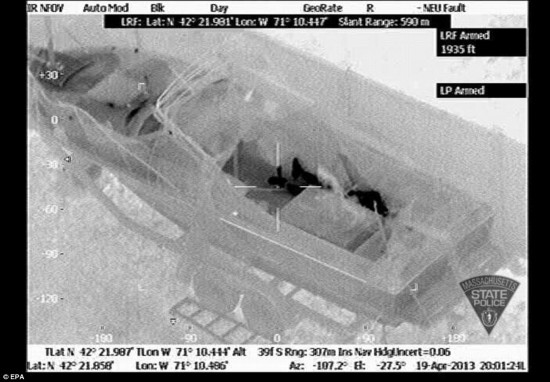 IR NFOV Auto Mod Blk Day GeoRate R - NEU Fault
LRF: Lat: N 42° 21.981' Lon: W 71° 10.447' Slant Range: 590 m
LRF Armed
1935 ft
LP Armed
+30
0
-30
-60
-90
-120
MASSACHUSETTS
STATE
POLICE
-180 -90 0 +90 +180
TLat N 42° 21.987' TLon W 71° 10.444' Alt 39f S Rng: 307m Ins Nav HdgUncert=0.06
Lat: N 42° 21.858' Lon: W 71° 10.486' Az: -107.2° El: -27.5° 19-Apr-2013 20:01:24L
© EPA